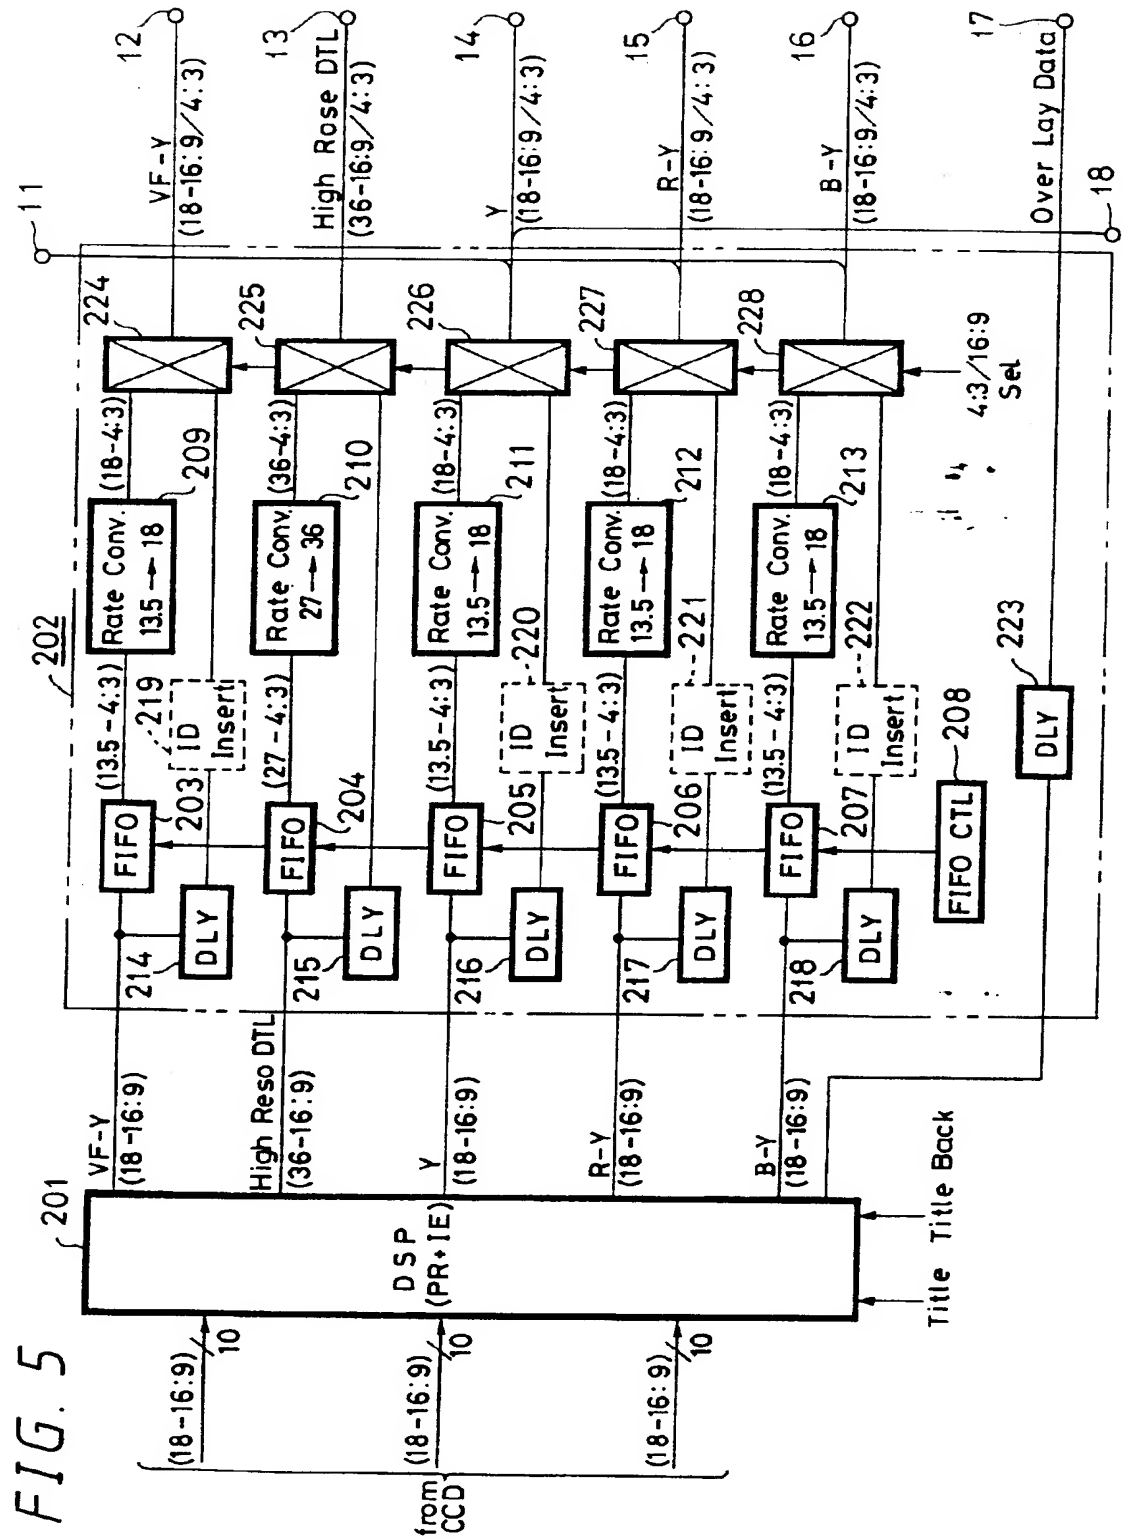 FIG. 5
from
CCD
(18-16:9)
10
(18-16:9)
10
(18-16:9)
10
201
DSP
(PR+IE)
Title
Title Back
VF-Y
(18-16:9)
High Reso DTL
(36-16:9)
Y
(18-16:9)
R-Y
(18-16:9)
B-Y
(18-16:9)
202
214
DLY
FIFO
203
(13.5-4:3)
219
ID
Insert
Rate Conv.
13.5→18
209
(18-4:3)
224
215
DLY
FIFO
204
(27-4:3)
Rate Conv.
27→36
210
(36-4:3)
225
216
DLY
FIFO
205
(13.5-4:3)
220
ID
Insert
Rate Conv.
13.5→18
211
(18-4:3)
226
217
DLY
FIFO
206
(13.5-4:3)
221
ID
Insert
Rate Conv.
13.5→18
212
(18-4:3)
227
218
DLY
FIFO
207
(13.5-4:3)
222
ID
Insert
Rate Conv.
13.5→18
213
(18-4:3)
228
FIFO CTL
208
DLY
223
4:3/16:9
Sel
11
VF-Y
(18-16:9/4:3)
12
High Rose DTL
(36-16:9/4:3)
13
Y
(18-16:9/4:3)
14
R-Y
(18-16:9/4:3)
15
B-Y
(18-16:9/4:3)
16
Over Lay Data
17
18